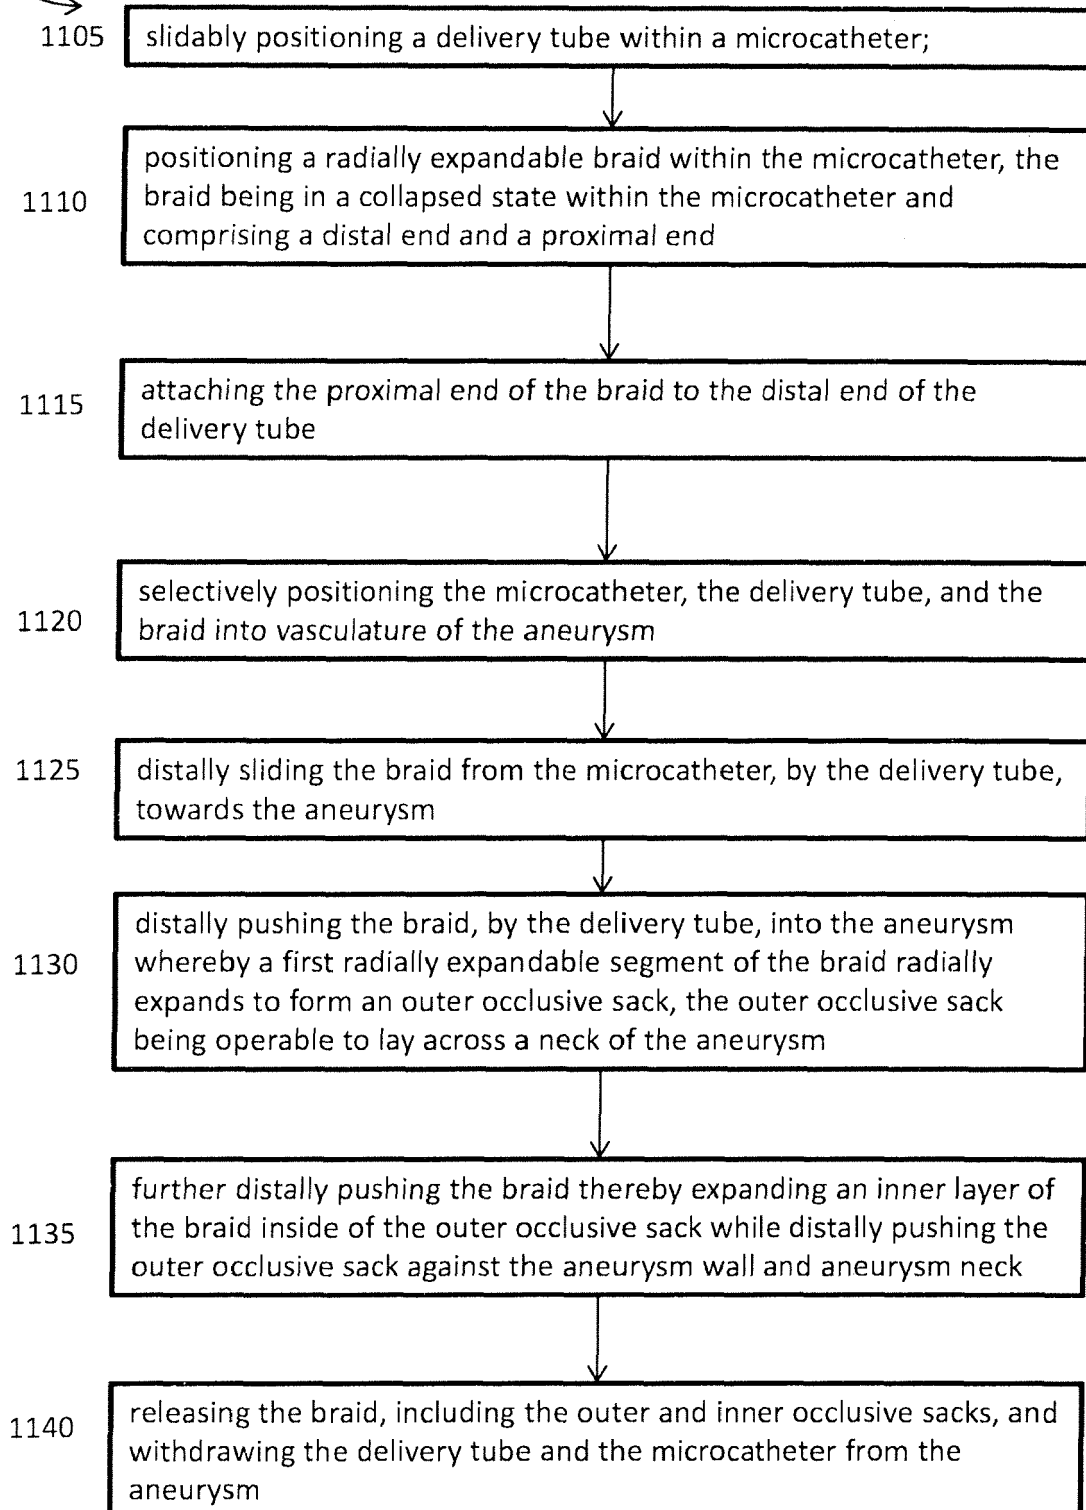 1105 slidably positioning a delivery tube within a microcatheter;
positioning a radially expandable braid within the microcatheter, the
1110 braid being in a collapsed state within the microcatheter and
comprising a distal end and a proximal end
1115 attaching the proximal end of the braid to the distal end of the
delivery tube
selectively positioning the microcatheter, the delivery tube, and the
1120 braid into vasculature of the aneurysm
1125 distally sliding the braid from the microcatheter, by the delivery tube,
towards the aneurysm
distally pushing the braid, by the delivery tube, into the aneurysm
1130 whereby a first radially expandable segment of the braid radially
expands to form an outer occlusive sack, the outer occlusive sack
being operable to lay across a neck of the aneurysm
further distally pushing the braid thereby expanding an inner layer of
1135 the braid inside of the outer occlusive sack while distally pushing the
outer occlusive sack against the aneurysm wall and aneurysm neck
1140 releasing the braid, including the outer and inner occlusive sacks, and
withdrawing the delivery tube and the microcatheter from the
aneurysm